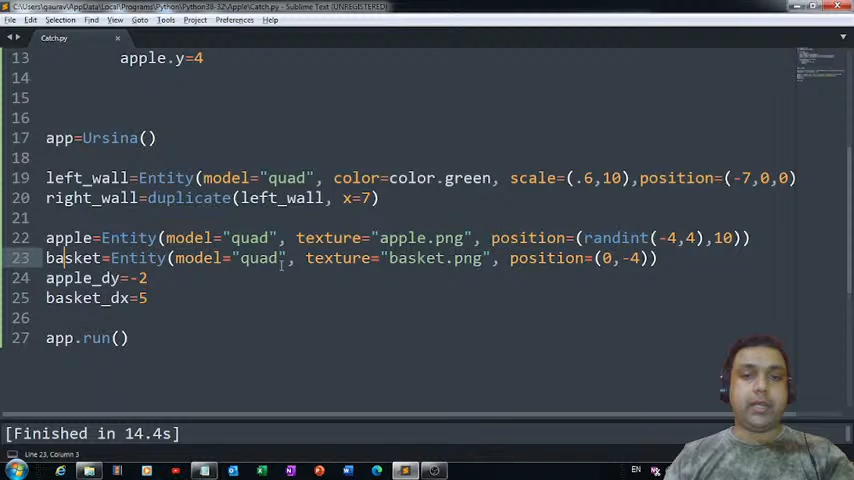 C:\Users\gaurav\AppData\Local\Programs\Python\Python38-32\Apple\Catch.py - Sublime Text (UNREGISTERED)
File Edit Selection Find View Goto Tools Project Preferences Help
Catch.py
13 apple.y=4
14
15
16
17 app=Ursina()
18
19 left_wall=Entity(model="quad", color=color.green, scale=(.6,10),position=(-7,0,0)
20 right_wall=duplicate(left_wall, x=7)
21
22 apple=Entity(model="quad", texture="apple.png", position=(randint(-4,4),10))
23 basket=Entity(model="quad", texture="basket.png", position=(0,-4))
24 apple_dy=-2
25 basket_dx=5
26
27 app.run()
[Finished in 14.4s]
Line 23, Column 3
EN